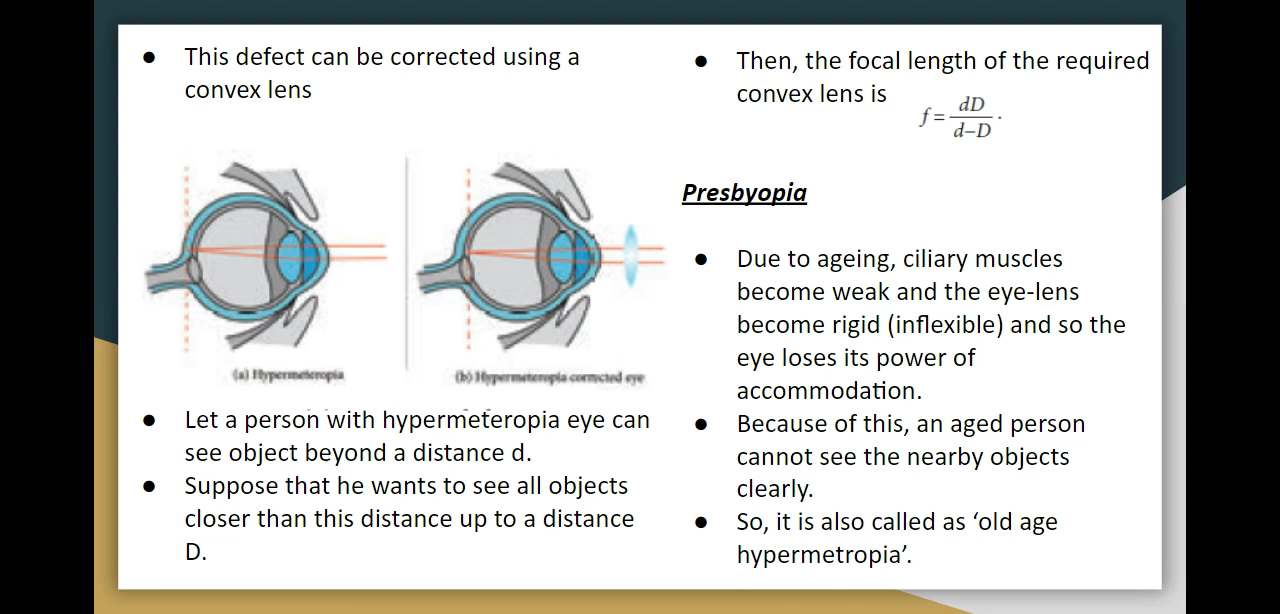 ● This defect can be corrected using a
convex lens
(a) Hypermeteropia
(b) Hypermeteropia corrected eye
● Let a person with hypermeteropia eye can
see object beyond a distance d.
● Suppose that he wants to see all objects
closer than this distance up to a distance
D.
● Then, the focal length of the required
convex lens is
f = dD / d–D .
Presbyopia
● Due to ageing, ciliary muscles
become weak and the eye-lens
become rigid (inflexible) and so the
eye loses its power of
accommodation.
● Because of this, an aged person
cannot see the nearby objects
clearly.
● So, it is also called as ‘old age
hypermetropia’.